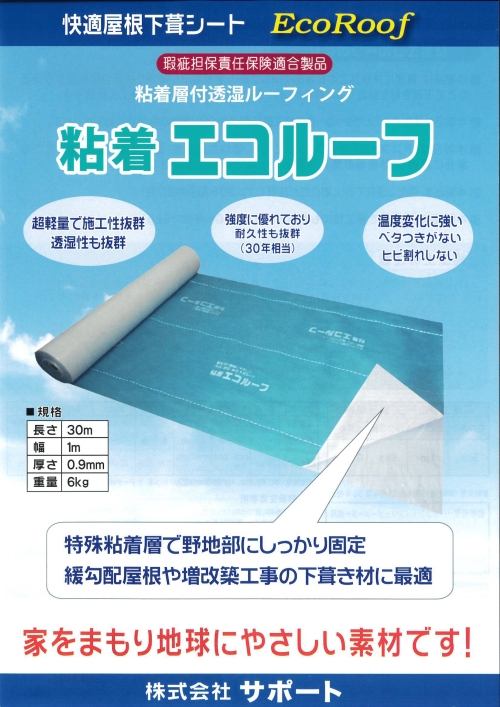 快適屋根下葺シート EcoRoof
瑕疵担保責任保険適合製品
粘着層付透湿ルーフィング
粘着 エコルーフ
超軽量で施工性抜群
透湿性も抜群
強度に優れており
耐久性も抜群
(30年相当)
温度変化に強い
ベタつきがない
ヒビ割れしない
粘着エコルーフ
■規格
長さ 30m
幅 1m
厚さ 0.9mm
重量 6kg
特殊粘着層で野地部にしっかり固定
緩勾配屋根や増改築工事の下葺き材に最適
家をまもり地球にやさしい素材です!
株式会社 サポート